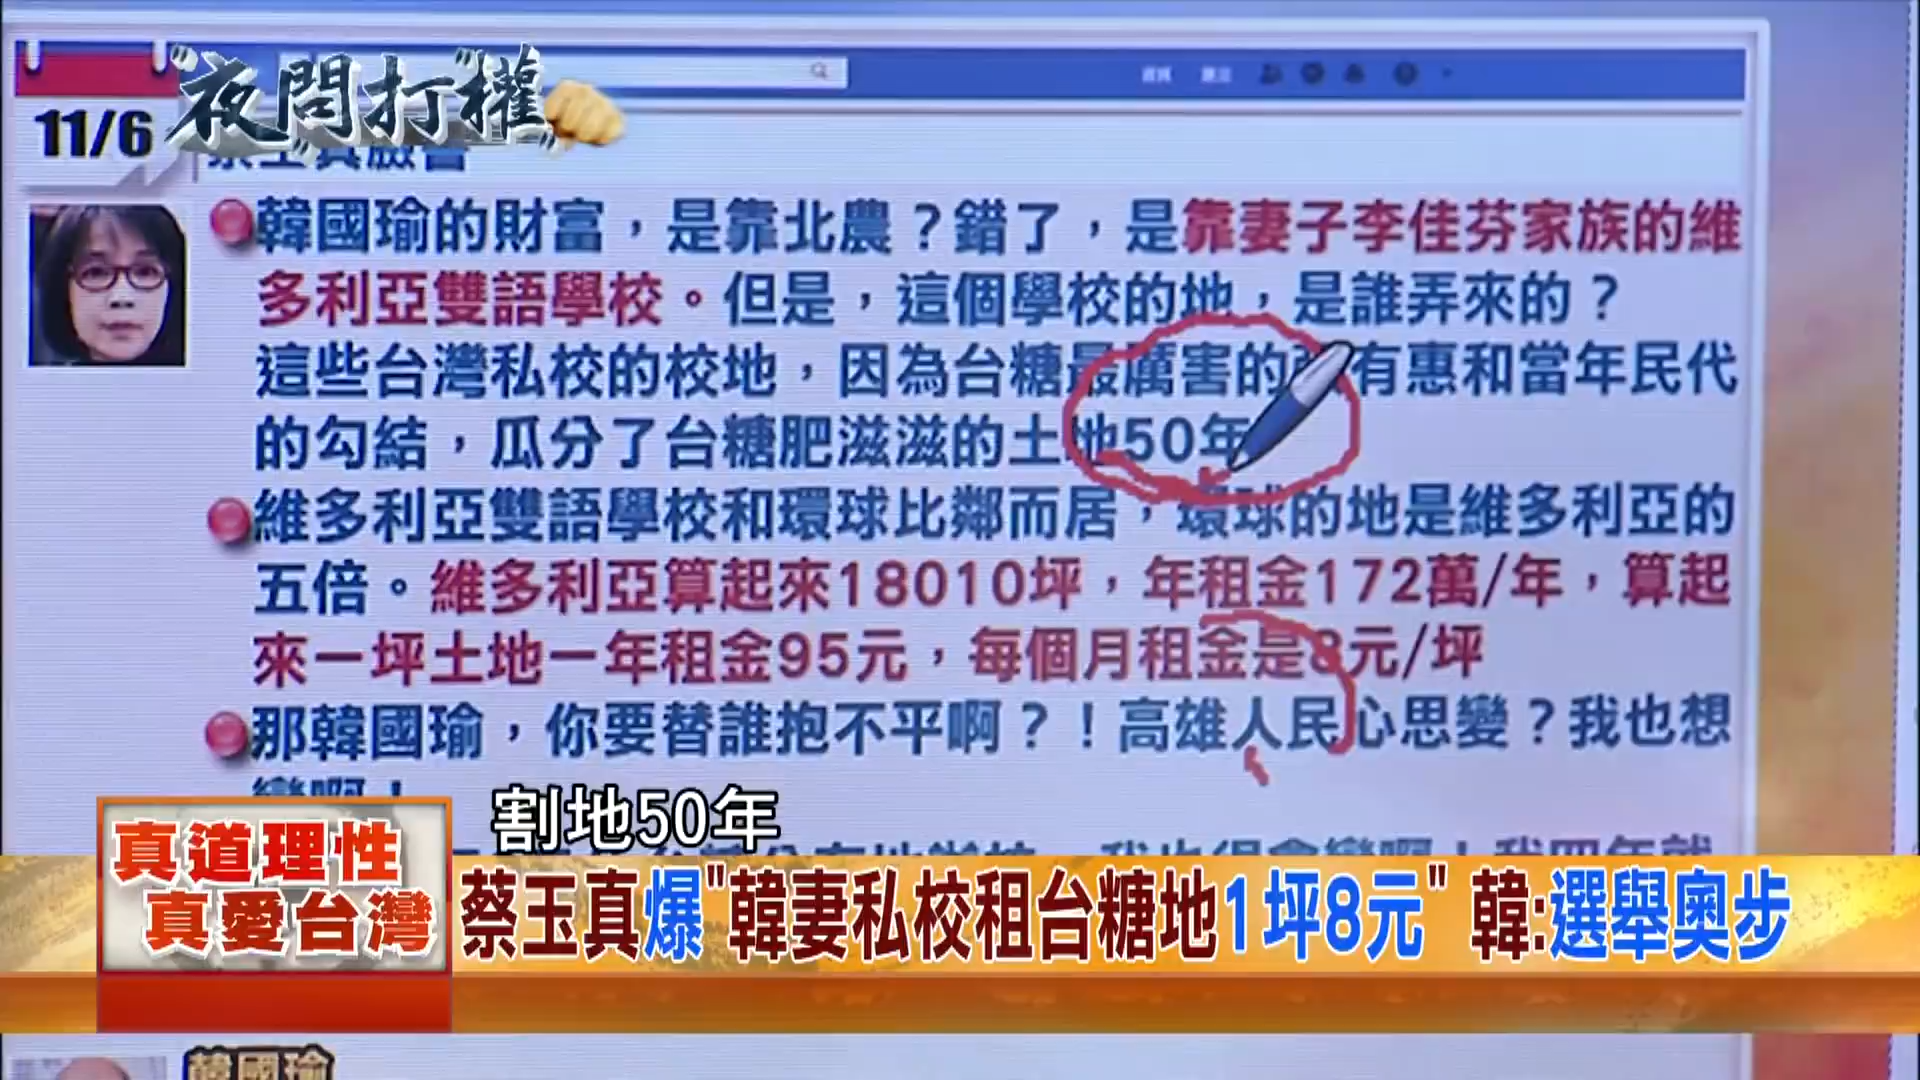 "夜問打"權"
11/6
蔡玉真臉書
韓國瑜的財富，是靠北農？錯了，是靠妻子李佳芬家族的維
多利亞雙語學校。但是，這個學校的地，是誰弄來的？
這些台灣私校的校地，因為台糖最厲害的 有惠和當年民代
的勾結，瓜分了台糖肥滋滋的土地50年
維多利亞雙語學校和環球比鄰而居，環球的地是維多利亞的
五倍。維多利亞算起來18010坪，年租金172萬/年，算起
來一坪土地一年租金95元，每個月租金是8元/坪
那韓國瑜，你要替誰抱不平啊？！高雄人民心思變？我也想
變啊！
割地50年
真道理性
真愛台灣
蔡玉真爆"韓妻私校租台糖地1坪8元" 韓:選舉奧步
韓國瑜